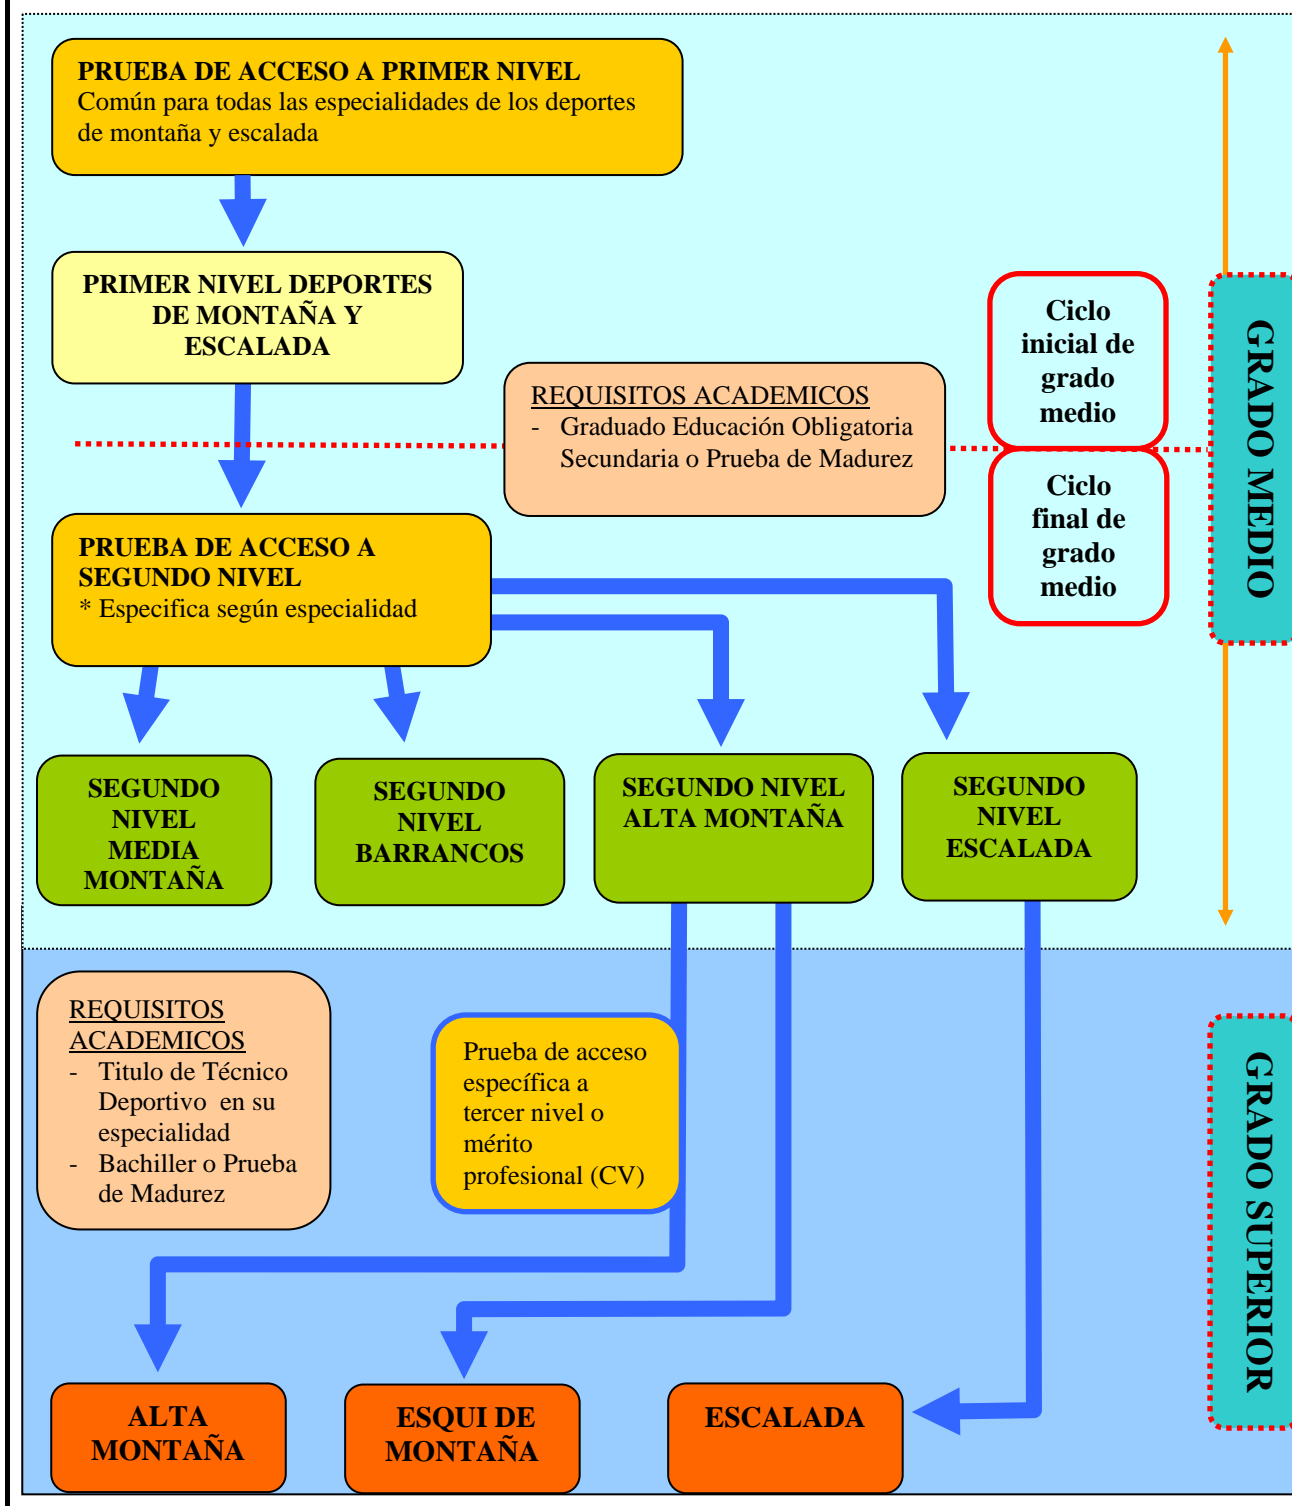 PRUEBA DE ACCESO A PRIMER NIVEL
Común para todas las especialidades de los deportes
de montaña y escalada
PRIMER NIVEL DEPORTES
DE MONTAÑA Y
ESCALADA
Ciclo
inicial de
grado
medio
GRADO MEDIO
REQUISITOS ACADEMICOS
- Graduado Educación Obligatoria
Secundaria o Prueba de Madurez
Ciclo
final de
grado
medio
PRUEBA DE ACCESO A
SEGUNDO NIVEL
* Especifica según especialidad
SEGUNDO
NIVEL
MEDIA
MONTAÑA
SEGUNDO
NIVEL
BARRANCOS
SEGUNDO NIVEL
ALTA MONTAÑA
SEGUNDO
NIVEL
ESCALADA
REQUISITOS
ACADEMICOS
- Titulo de Técnico
Deportivo en su
especialidad
- Bachiller o Prueba
de Madurez
Prueba de acceso
específica a
tercer nivel o
mérito
profesional (CV)
GRADO SUPERIOR
ALTA
MONTAÑA
ESQUI DE
MONTAÑA
ESCALADA